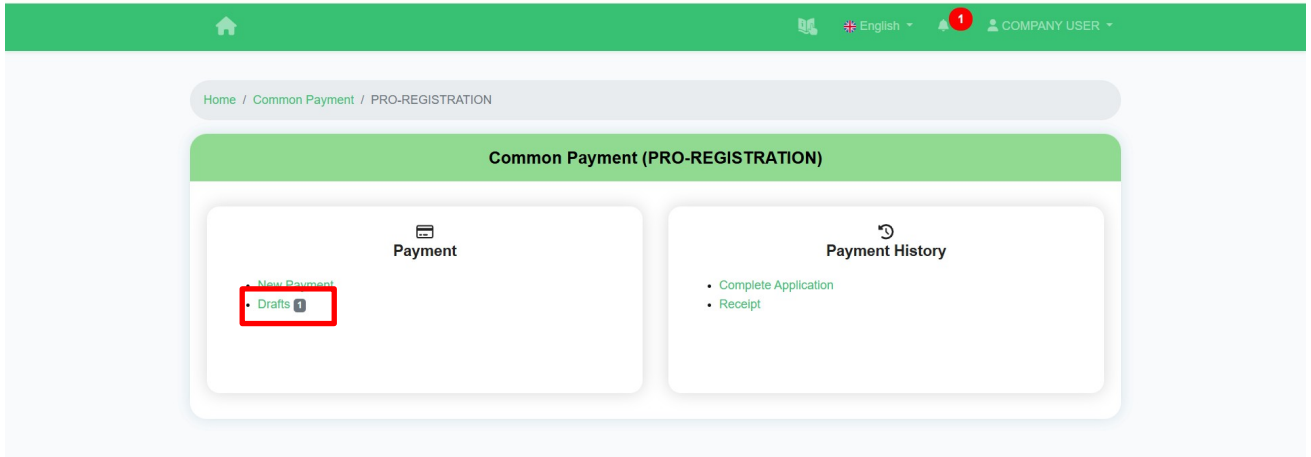 English 1 COMPANY USER
Home / Common Payment / PRO-REGISTRATION
Common Payment (PRO-REGISTRATION)
Payment
• New Payment
• Drafts 1
Payment History
• Complete Application
• Receipt